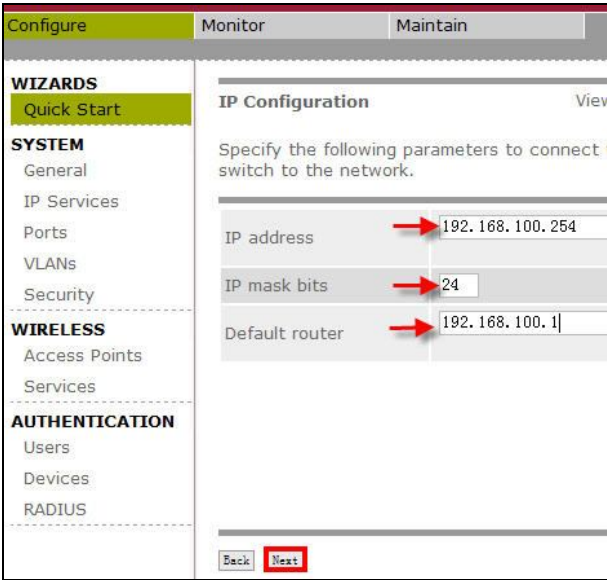 Configure
Monitor
Maintain
WIZARDS
Quick Start
SYSTEM
General
IP Services
Ports
VLANs
Security
WIRELESS
Access Points
Services
AUTHENTICATION
Users
Devices
RADIUS
IP Configuration
View
Specify the following parameters to connect
switch to the network.
IP address
192.168.100.254
IP mask bits
24
Default router
192.168.100.1
Back
Next